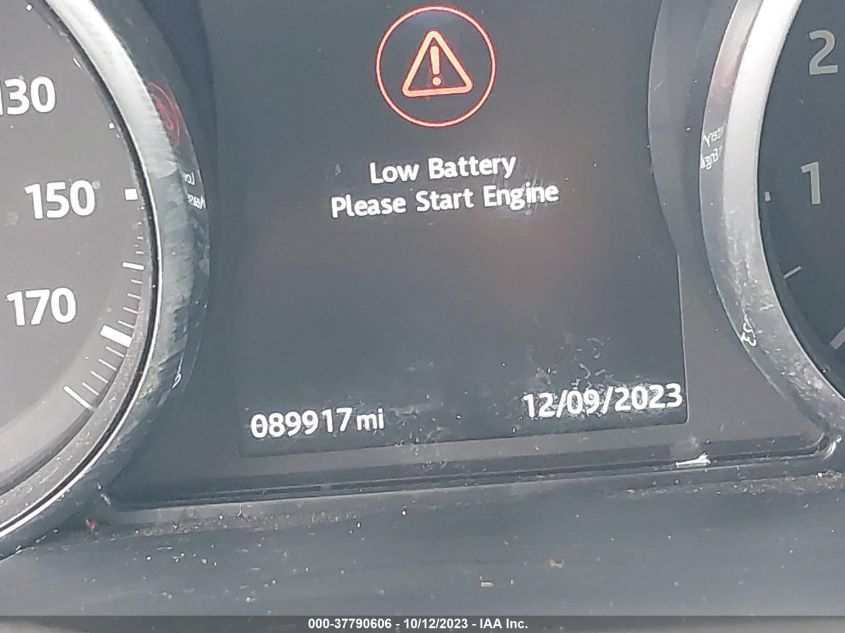 130
150
170
Low Battery
Please Start Engine
089917 mi
12/09/2023
2
1
000-37790606 - 10/12/2023 - IAA Inc.